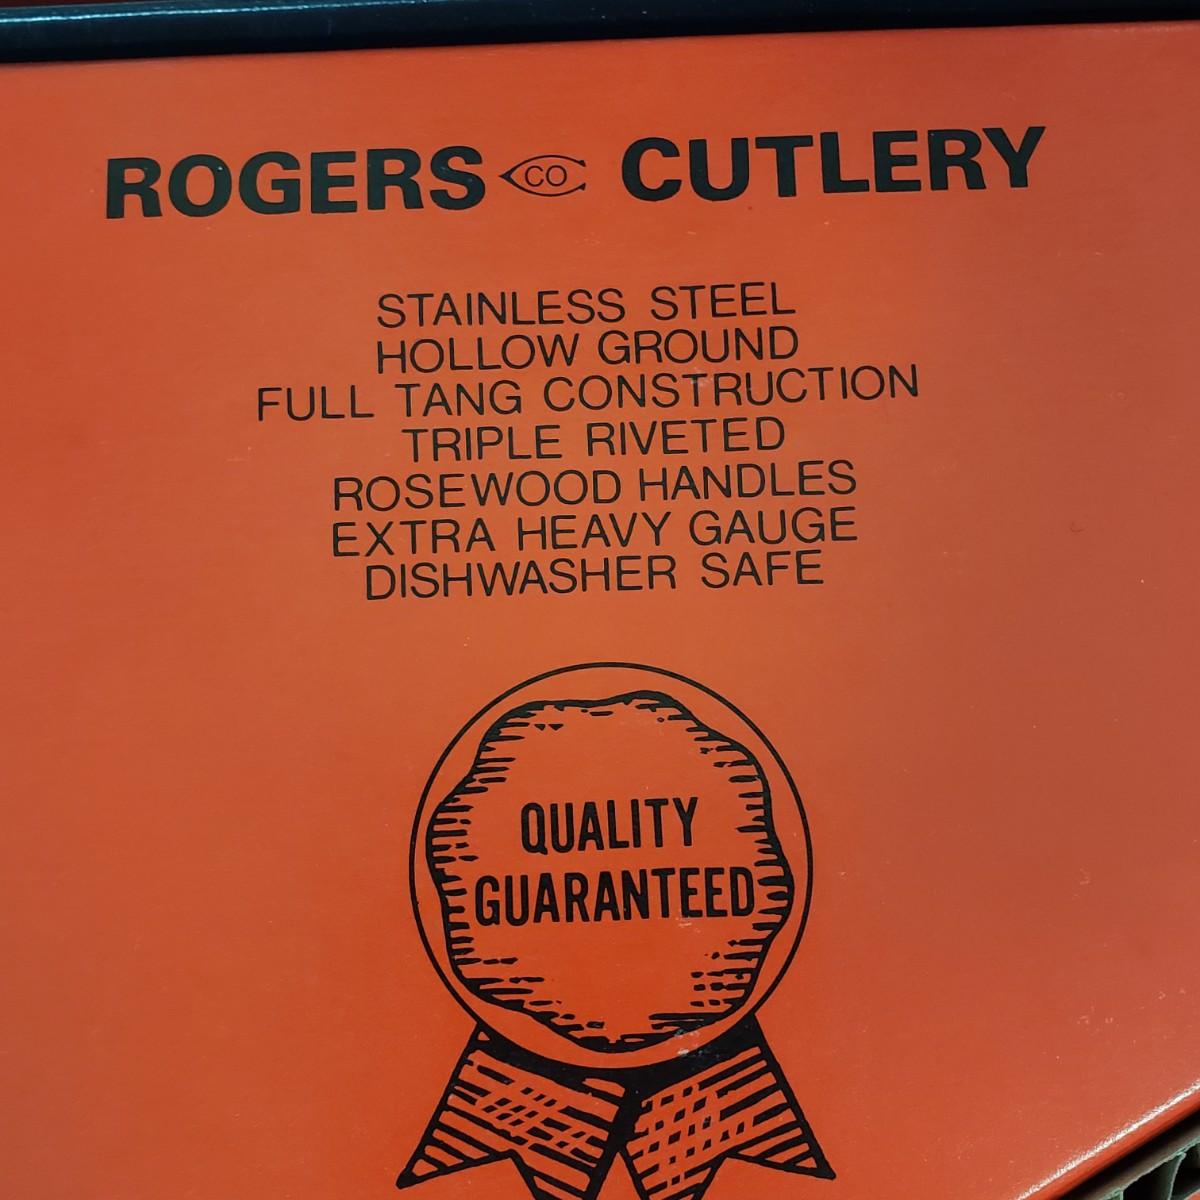 ROGERS CO CUTLERY
STAINLESS STEEL
HOLLOW GROUND
FULL TANG CONSTRUCTION
TRIPLE RIVETED
ROSEWOOD HANDLES
EXTRA HEAVY GAUGE
DISHWASHER SAFE
QUALITY
GUARANTEED